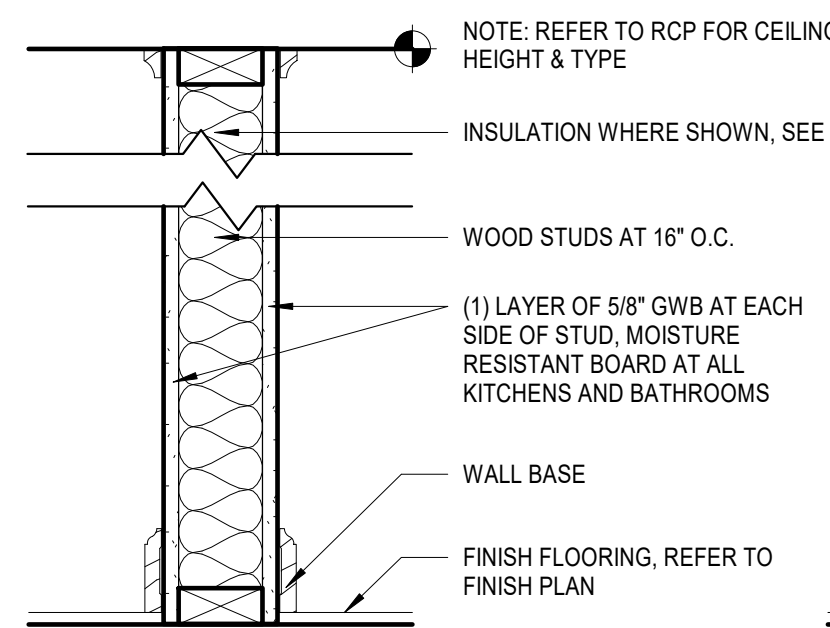 NOTE: REFER TO RCP FOR CEILING
HEIGHT & TYPE
INSULATION WHERE SHOWN, SEE
WOOD STUDS AT 16" O.C.
(1) LAYER OF 5/8" GWB AT EACH
SIDE OF STUD, MOISTURE
RESISTANT BOARD AT ALL
KITCHENS AND BATHROOMS
WALL BASE
FINISH FLOORING, REFER TO
FINISH PLAN